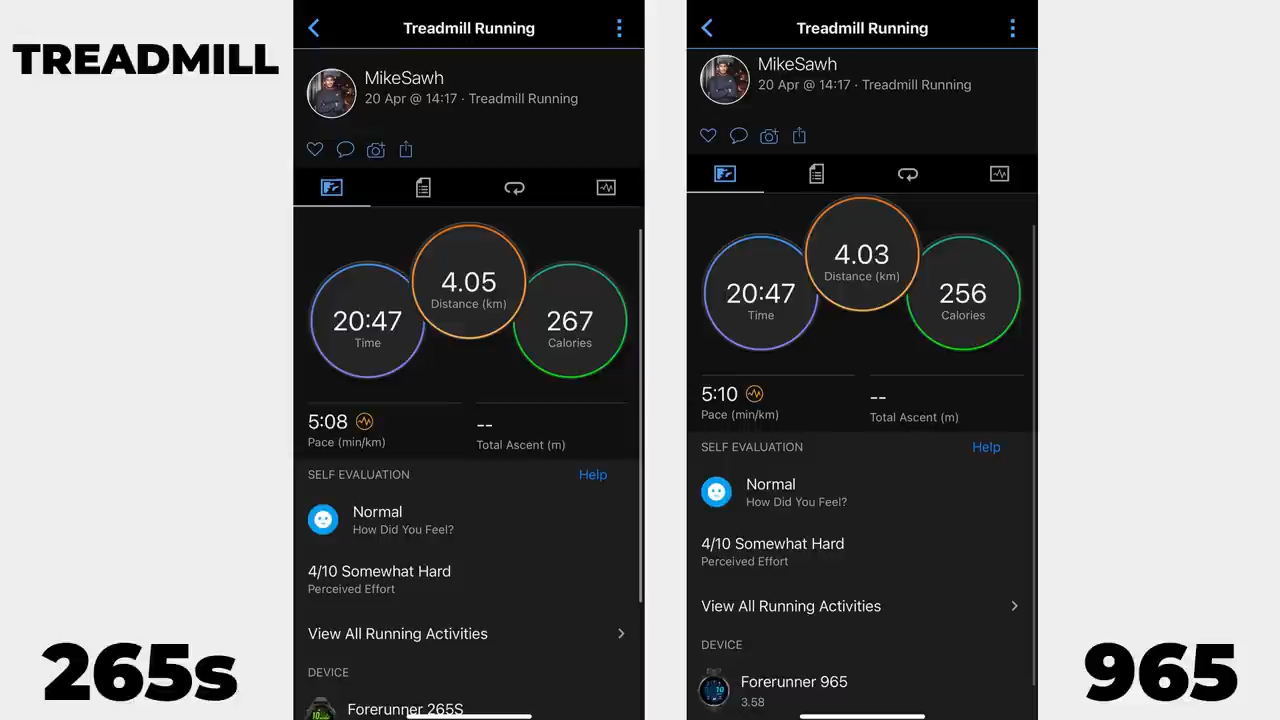 TREADMILL
Treadmill Running
MikeSawh
20 Apr @ 14:17 · Treadmill Running
4.05
Distance (km)
20:47
Time
267
Calories
5:08
Pace (min/km)
--
Total Ascent (m)
SELF EVALUATION
Help
Normal
How Did You Feel?
4/10 Somewhat Hard
Perceived Effort
View All Running Activities
DEVICE
Forerunner 265S
265s
Treadmill Running
MikeSawh
20 Apr @ 14:17 · Treadmill Running
4.03
Distance (km)
20:47
Time
256
Calories
5:10
Pace (min/km)
--
Total Ascent (m)
SELF EVALUATION
Help
Normal
How Did You Feel?
4/10 Somewhat Hard
Perceived Effort
View All Running Activities
DEVICE
Forerunner 965
3.58
965